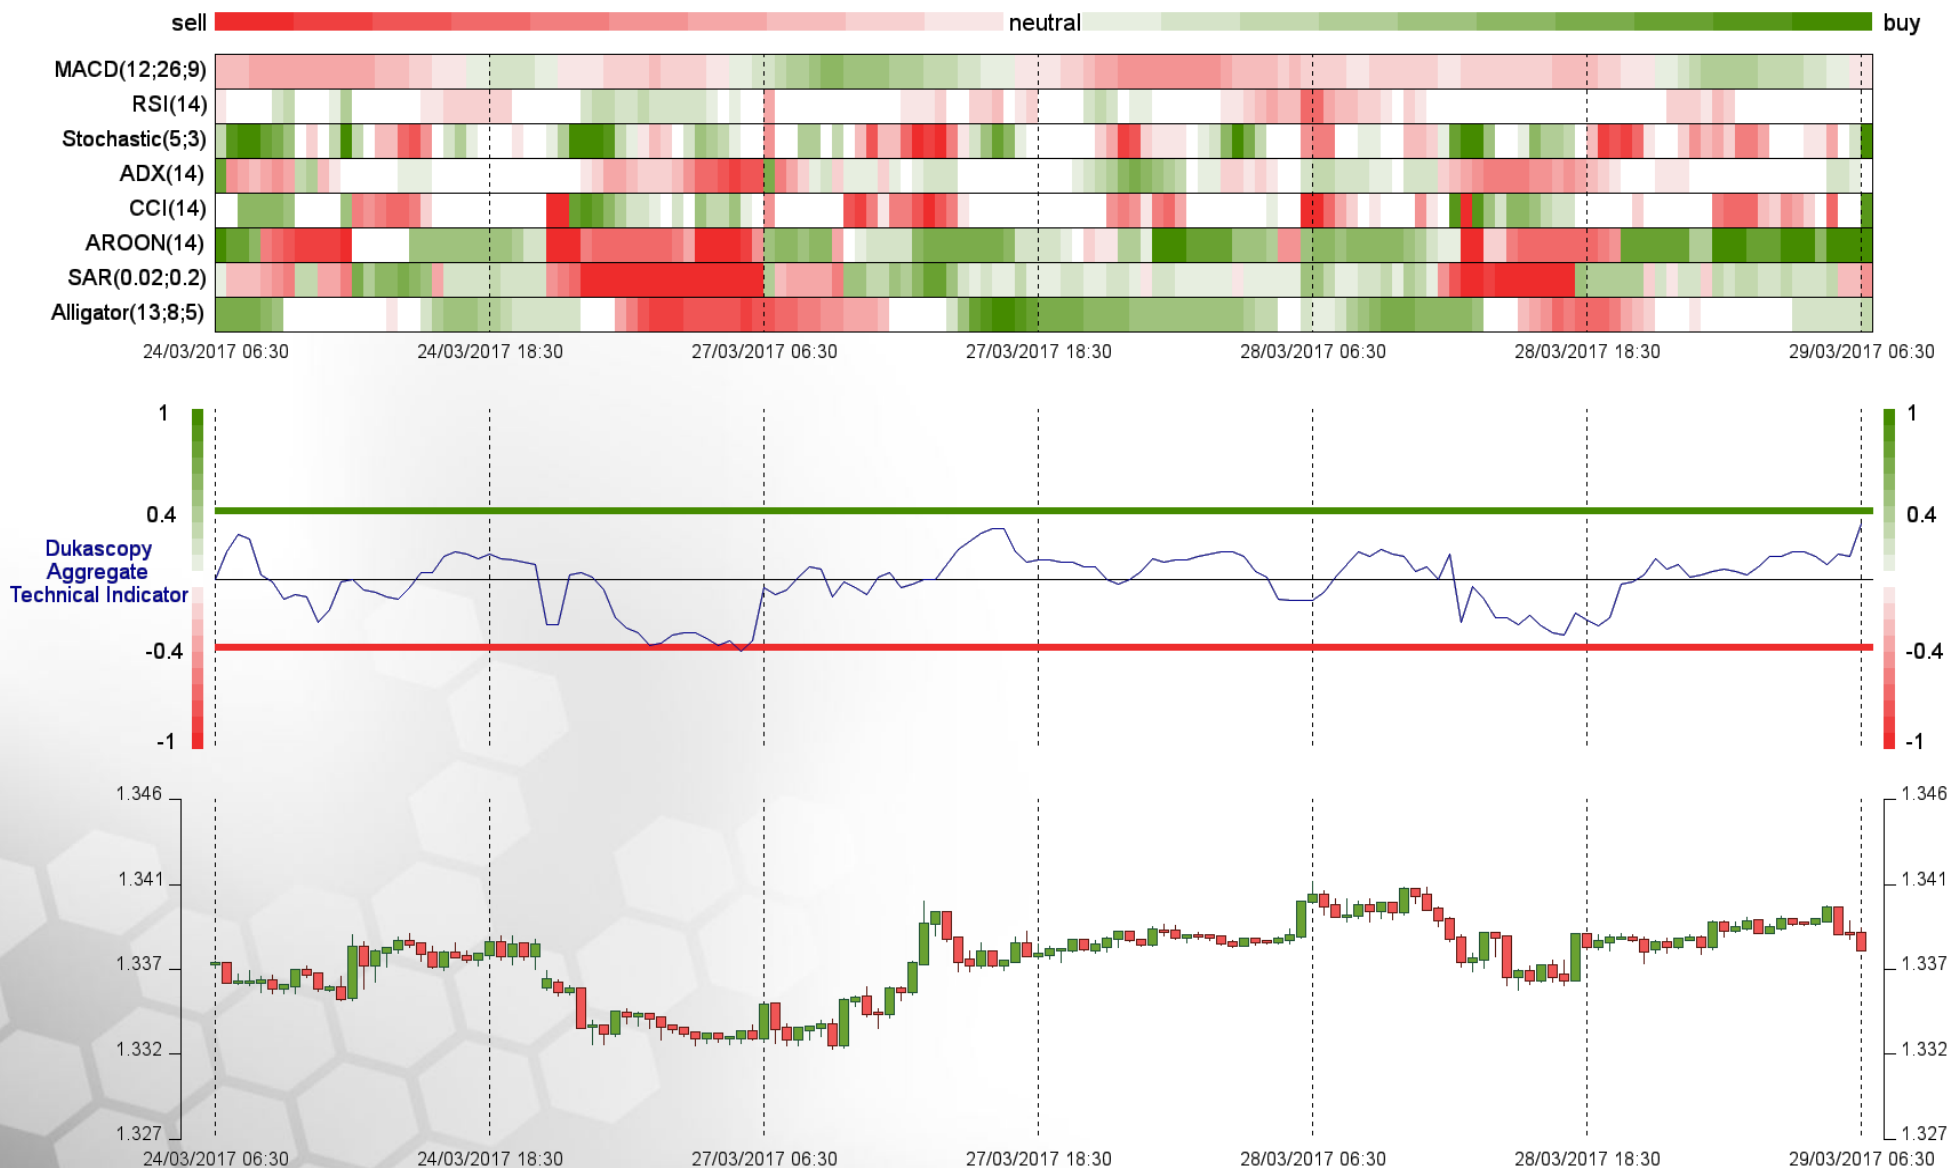 sell neutral buy
MACD(12;26;9)
RSI(14)
Stochastic(5;3)
ADX(14)
CCI(14)
AROON(14)
SAR(0.02;0.2)
Alligator(13;8;5)
24/03/2017 06:30 24/03/2017 18:30 27/03/2017 06:30 27/03/2017 18:30 28/03/2017 06:30 28/03/2017 18:30 29/03/2017 06:30
1 1
0.4 0.4
Dukascopy
Aggregate
Technical Indicator
-0.4 -0.4
-1 -1
1.346 1.346
1.341 1.341
1.337 1.337
1.332 1.332
1.327 1.327
24/03/2017 06:30 24/03/2017 18:30 27/03/2017 06:30 27/03/2017 18:30 28/03/2017 06:30 28/03/2017 18:30 29/03/2017 06:30